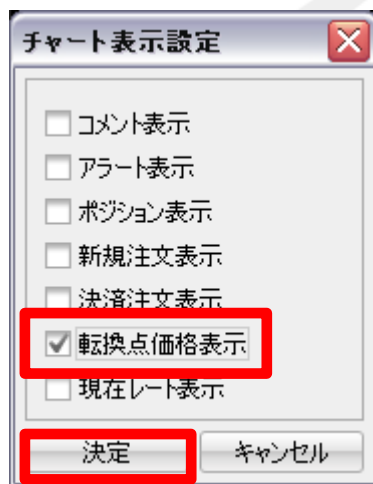 チャート表示設定
コメント表示
アラート表示
ポジション表示
新規注文表示
決済注文表示
転換点価格表示
現在レート表示
決定 キャンセル